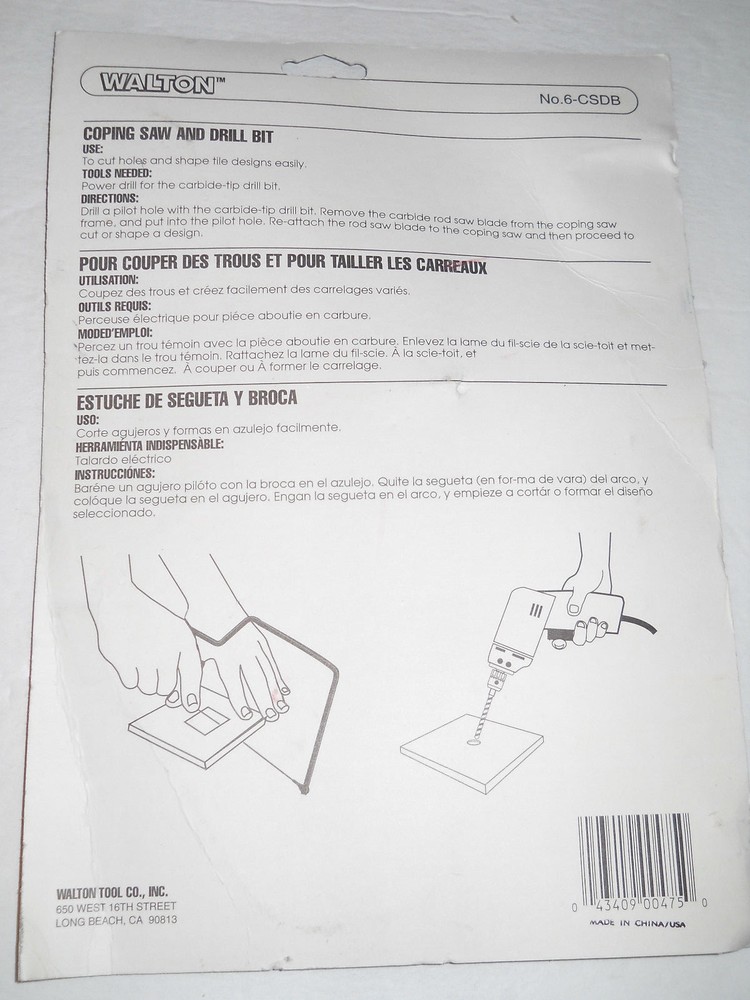 WALTON™
No.6-CSDB
COPING SAW AND DRILL BIT
USE:
To cut holes and shape tile designs easily.
TOOLS NEEDED:
Power drill for the carbide-tip drill bit.
DIRECTIONS:
Drill a pilot hole with the carbide-tip drill bit. Remove the carbide rod saw blade from the coping saw
frame, and put into the pilot hole. Re-attach the rod saw blade to the coping saw and then proceed to
cut or shape a design.
POUR COUPER DES TROUS ET POUR TAILLER LES CARREAUX
UTILISATION:
Coupez des trous et créez facilement des carrelages variés.
OUTILS REQUIS:
Perceuse électrique pour piéce aboutie en carbure.
MODED'EMPLOI:
Percez un trou témoin avec la pièce aboutie en carbure. Enlevez la lame du fil-scie de la scie-toit et met-
tez-la dans le trou témoin. Rattachez la lame du fil-scie. À la scie-toit, et
puis commencez. À couper ou À former le carrelage.
ESTUCHE DE SEGUETA Y BROCA
USO:
Corte agujeros y formas en azulejo facilmente.
HERRAMIÉNTA INDISPENSÀBLE:
Talardo eléctrico
INSTRUCCIÓNES:
Baréne un agujero pilóto con la broca en el azulejo. Quite la segueta (en for-ma de vara) del arco, y
colóque la segueta en el agujero. Engan la segueta en el arco, y empieze a cortár o formar el diseño
seleccionado.
WALTON TOOL CO., INC.
650 WEST 16TH STREET
LONG BEACH, CA 90813
0 43409 00475 0
MADE IN CHINA/USA